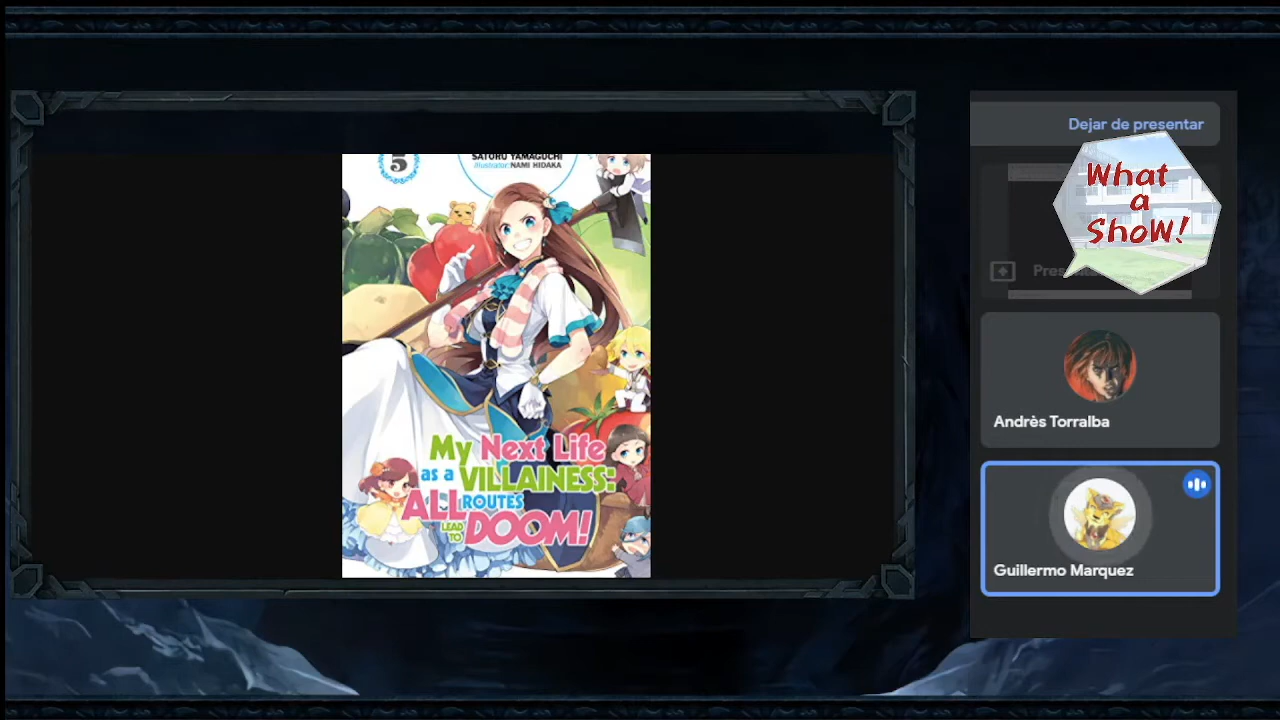 5
SATORU YAMAGUCHI
Illustrator: NAMI HIDAKA
My Next Life
as a VILLAINESS:
ALL ROUTES
LEAD TO DOOM!
Dejar de presentar
What
a
ShoW!
Andrès Torralba
Guillermo Marquez